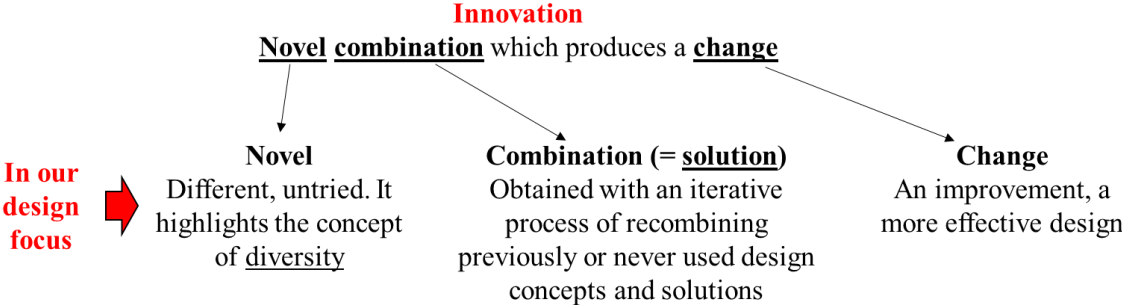 Innovation
Novel combination which produces a change
In our
design
focus
Novel
Different, untried. It
highlights the concept
of diversity
Combination (= solution)
Obtained with an iterative
process of recombining
previously or never used design
concepts and solutions
Change
An improvement, a
more effective design